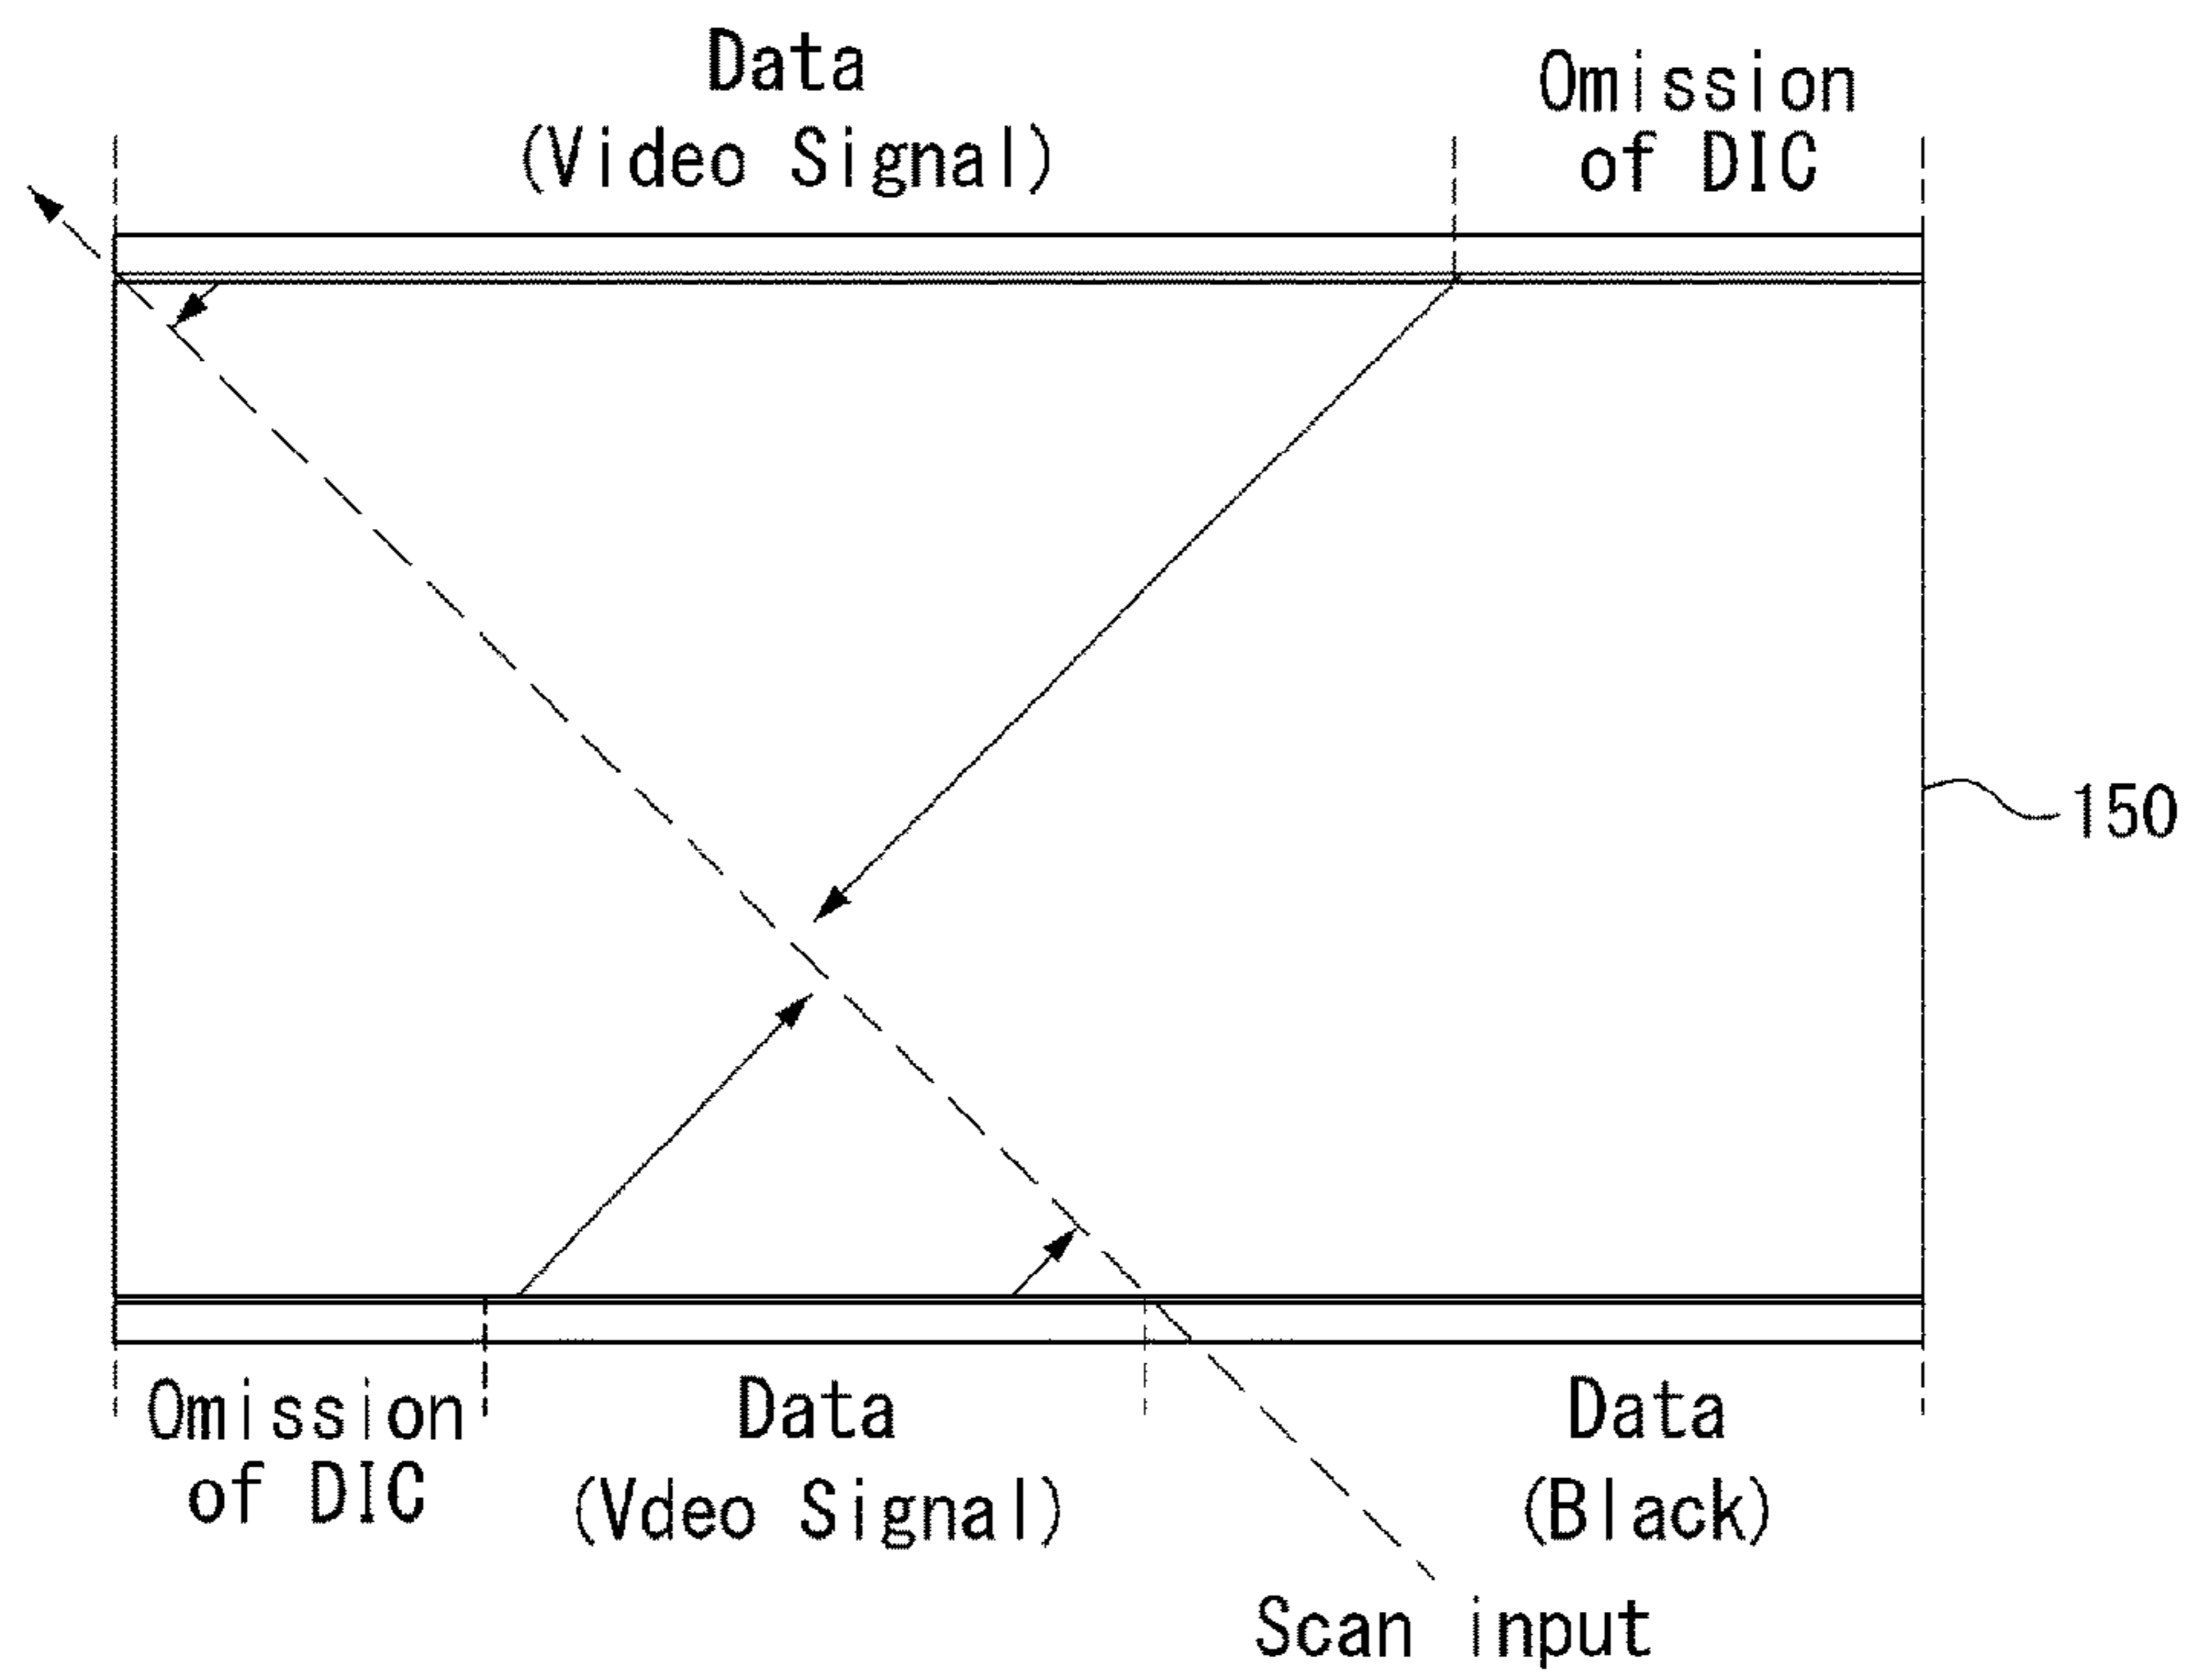 Data
(Video Signal)
Omission
of DIC
150
Omission
of DIC
Data
(Vdeo Signal)
Data
(Black)
Scan input